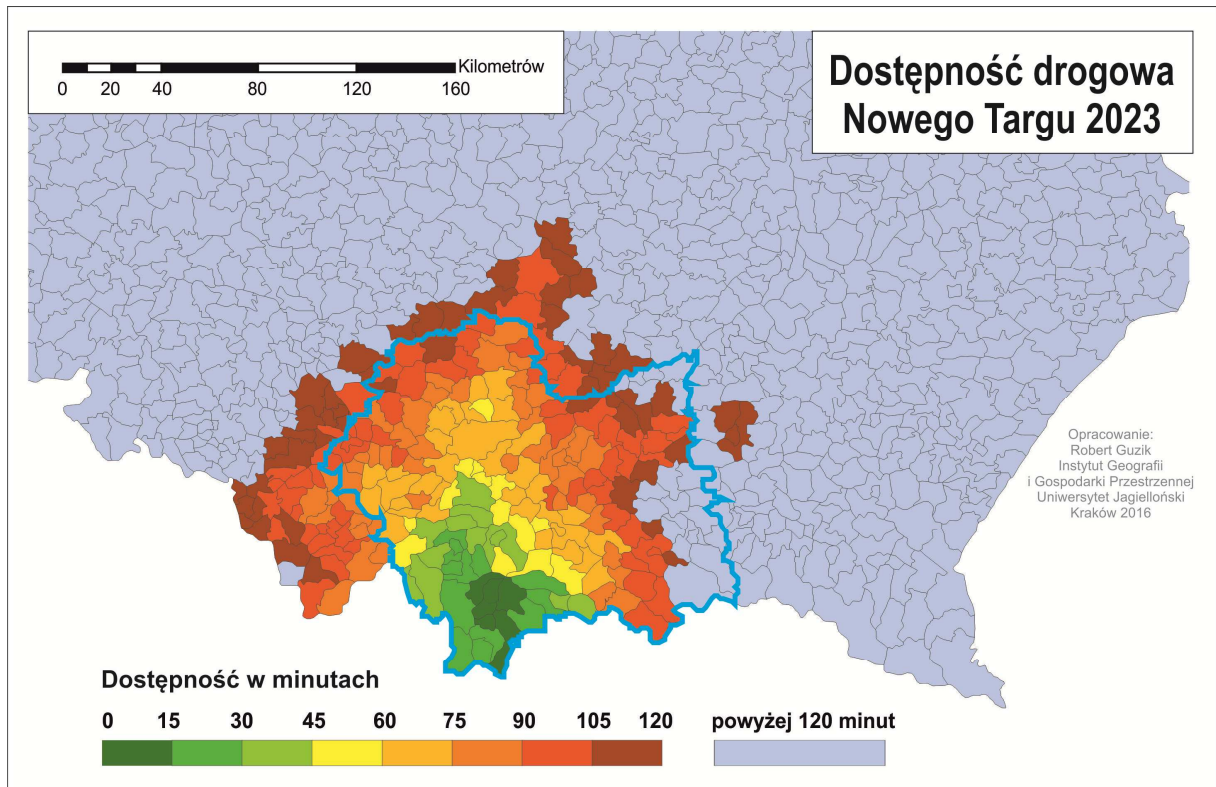 Kilometrów
0 20 40 80 120 160
Dostępność drogowa
Nowego Targu 2023
Opracowanie:
Robert Guzik
Instytut Geografii
i Gospodarki Przestrzennej
Uniwersytet Jagielloński
Kraków 2016
Dostępność w minutach
0 15 30 45 60 75 90 105 120
powyżej 120 minut